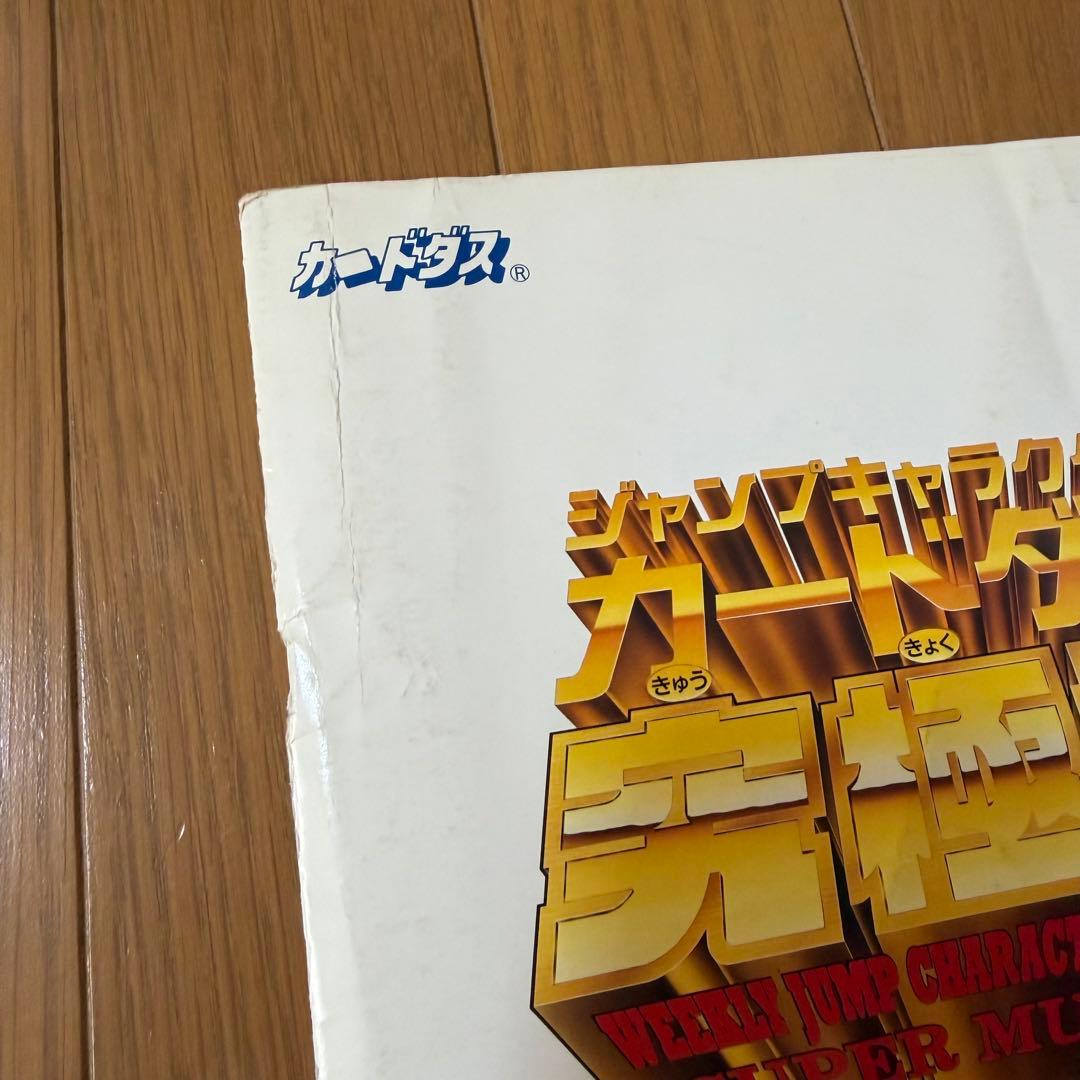 カードダス®
ジャンプキャラクタ
カードダ
きゅう きょく
究極
WEEKLY JUMP CHARACT
SUPER MU